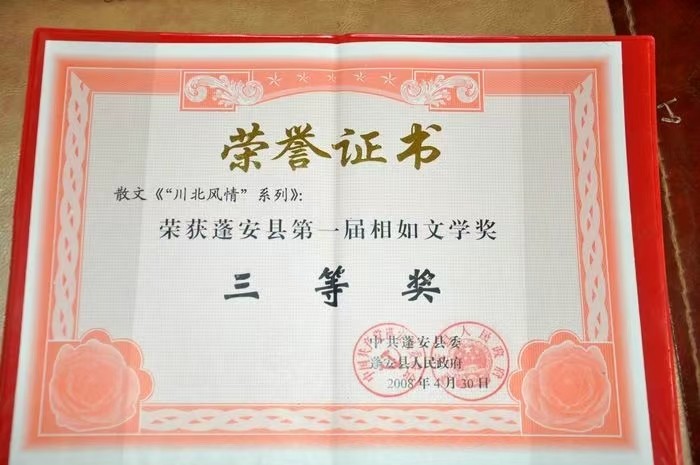 荣誉证书
散文《“川北风情”系列》:
荣获蓬安县第一届相如文学奖
三等奖
中共蓬安县委
蓬安县人民政府
2008年4月30日